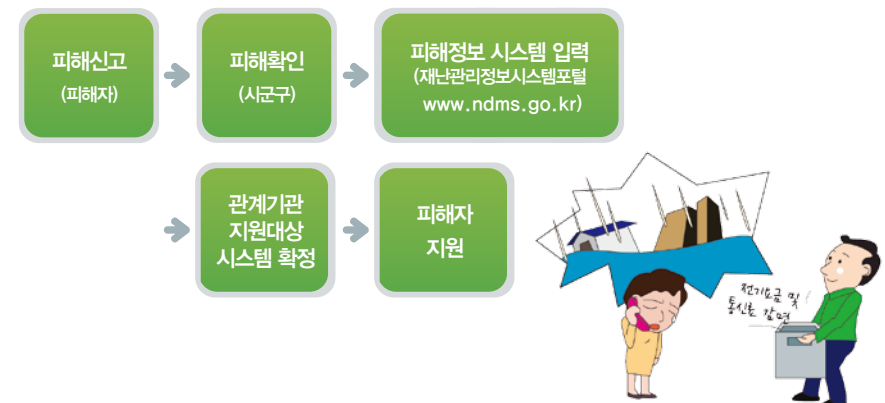 피해신고
(피해자)
피해확인
(시군구)
피해정보 시스템 입력
(재난관리정보시스템포털
www.ndms.go.kr)
관계기관
지원대상
시스템 확정
피해자
지원
전기요금 및
통신료 감면